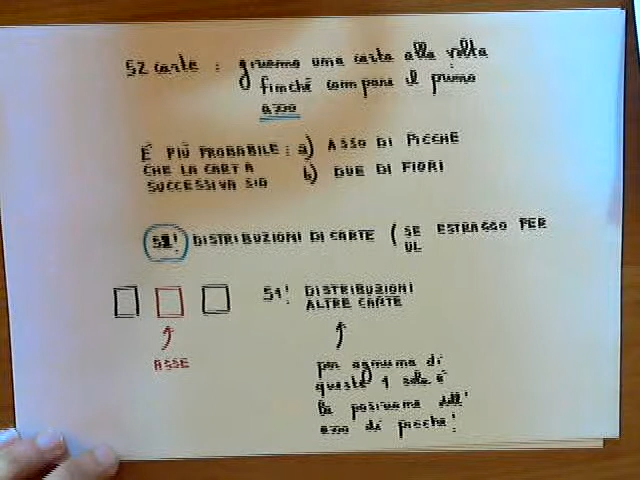 52 carte : giriamo una carta alla volta
finché compare il primo
asso
È PIÙ PROBABILE : a) ASSO DI PICCHE
CHE LA CARTA b) DUE DI FIORI
SUCCESSIVA SIA
DISTRIBUZIONI DI CARTE ( SE ESTRAGGO PER
UL
51! DISTRIBUZIONI
ALTRE CARTE
ASSE
per ognuna di
queste 1 sola è
la posizione dell'
asso di picche!